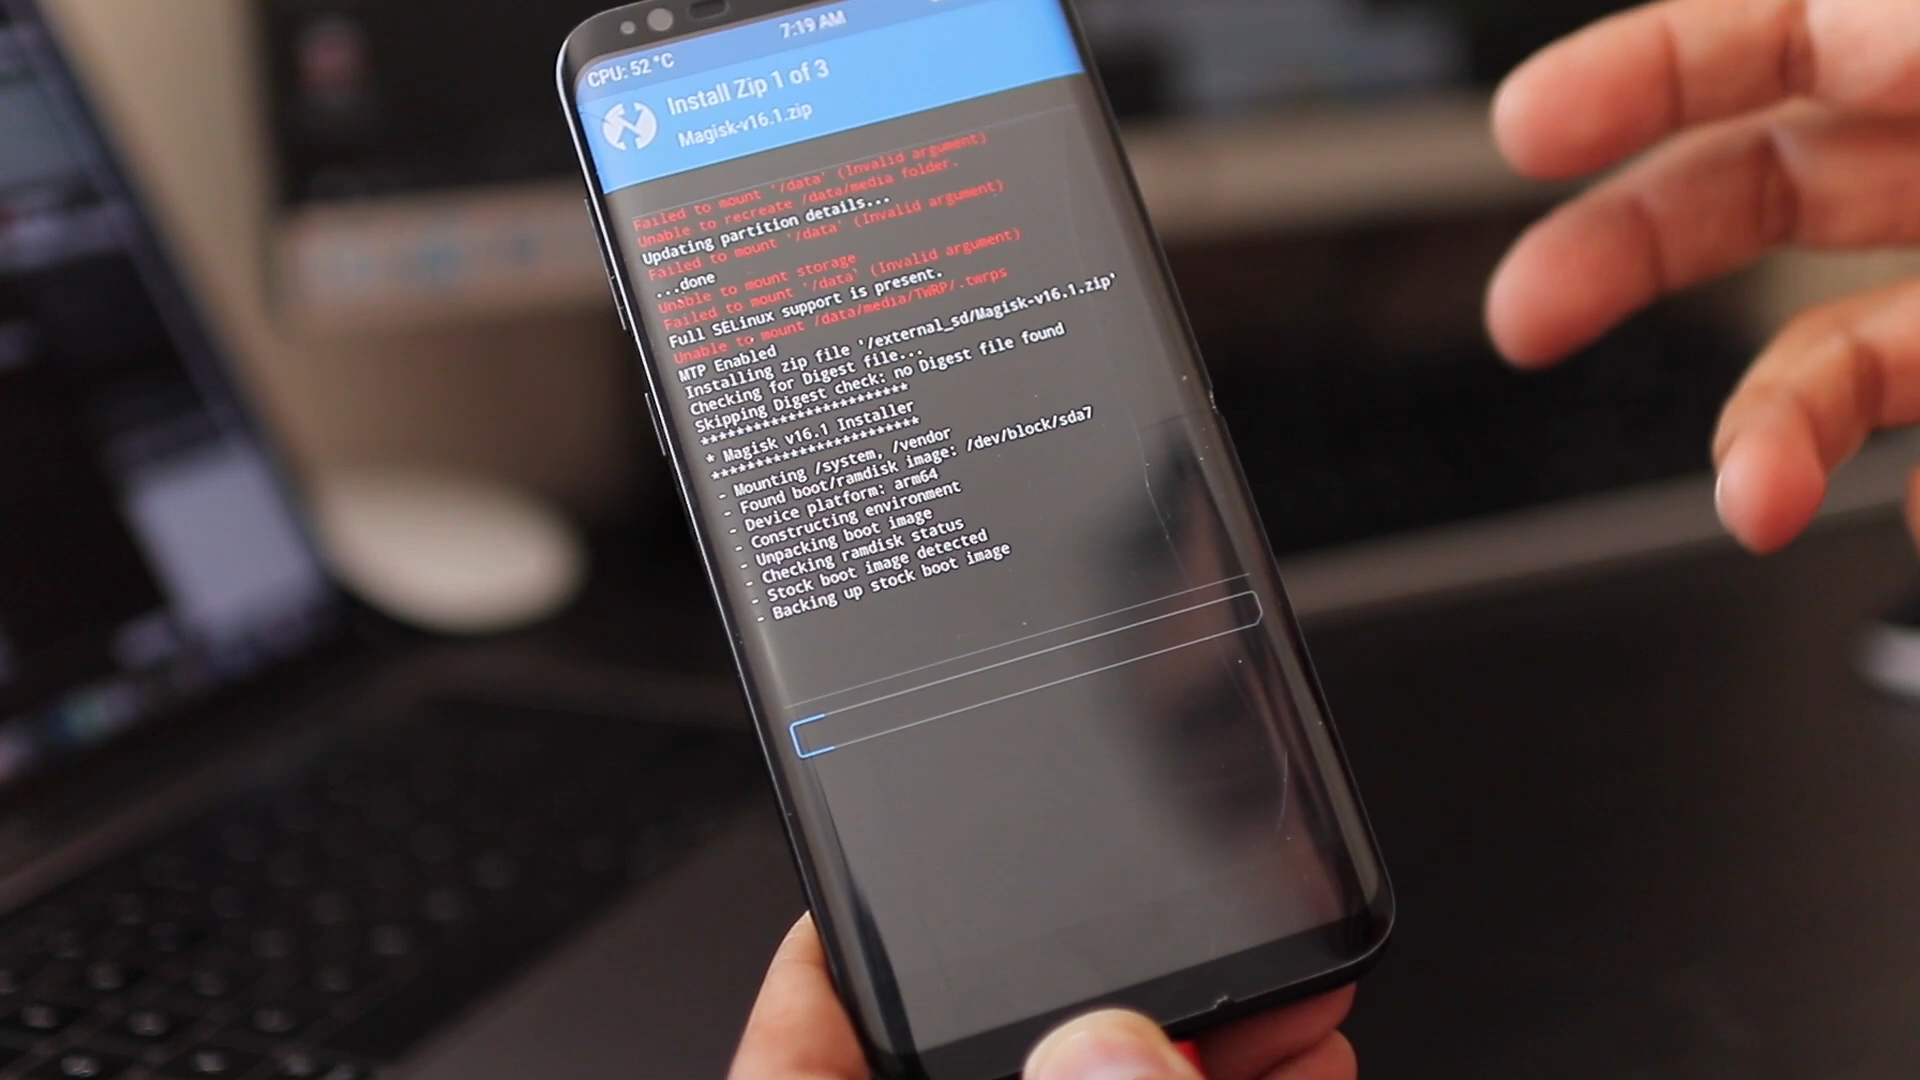 7:19 AM
CPU: 52 °C
Install Zip 1 of 3
Magisk-v16.1.zip
Failed to mount '/data' (Invalid argument)
Unable to recreate /data/media folder.
Updating partition details...
Failed to mount '/data' (Invalid argument)
...done
Unable to mount storage
Failed to mount '/data' (Invalid argument)
Full SELinux support is present.
Unable to mount /data/media/TWRP/.twrps
MTP Enabled
Installing zip file '/external_sd/Magisk-v16.1.zip'
Checking for Digest file...
Skipping Digest check: no Digest file found
************************
* Magisk v16.1 Installer
************************
- Mounting /system, /vendor
- Found boot/ramdisk image: /dev/block/sda7
- Device platform: arm64
- Constructing environment
- Unpacking boot image
- Checking ramdisk status
- Stock boot image detected
- Backing up stock boot image